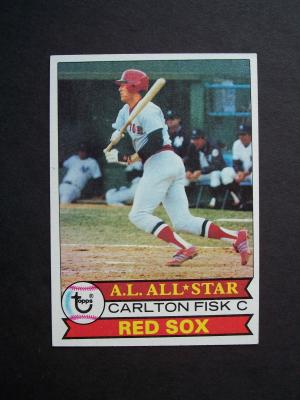 A.L. ALL★STAR
topps
CARLTON FISK C
RED SOX